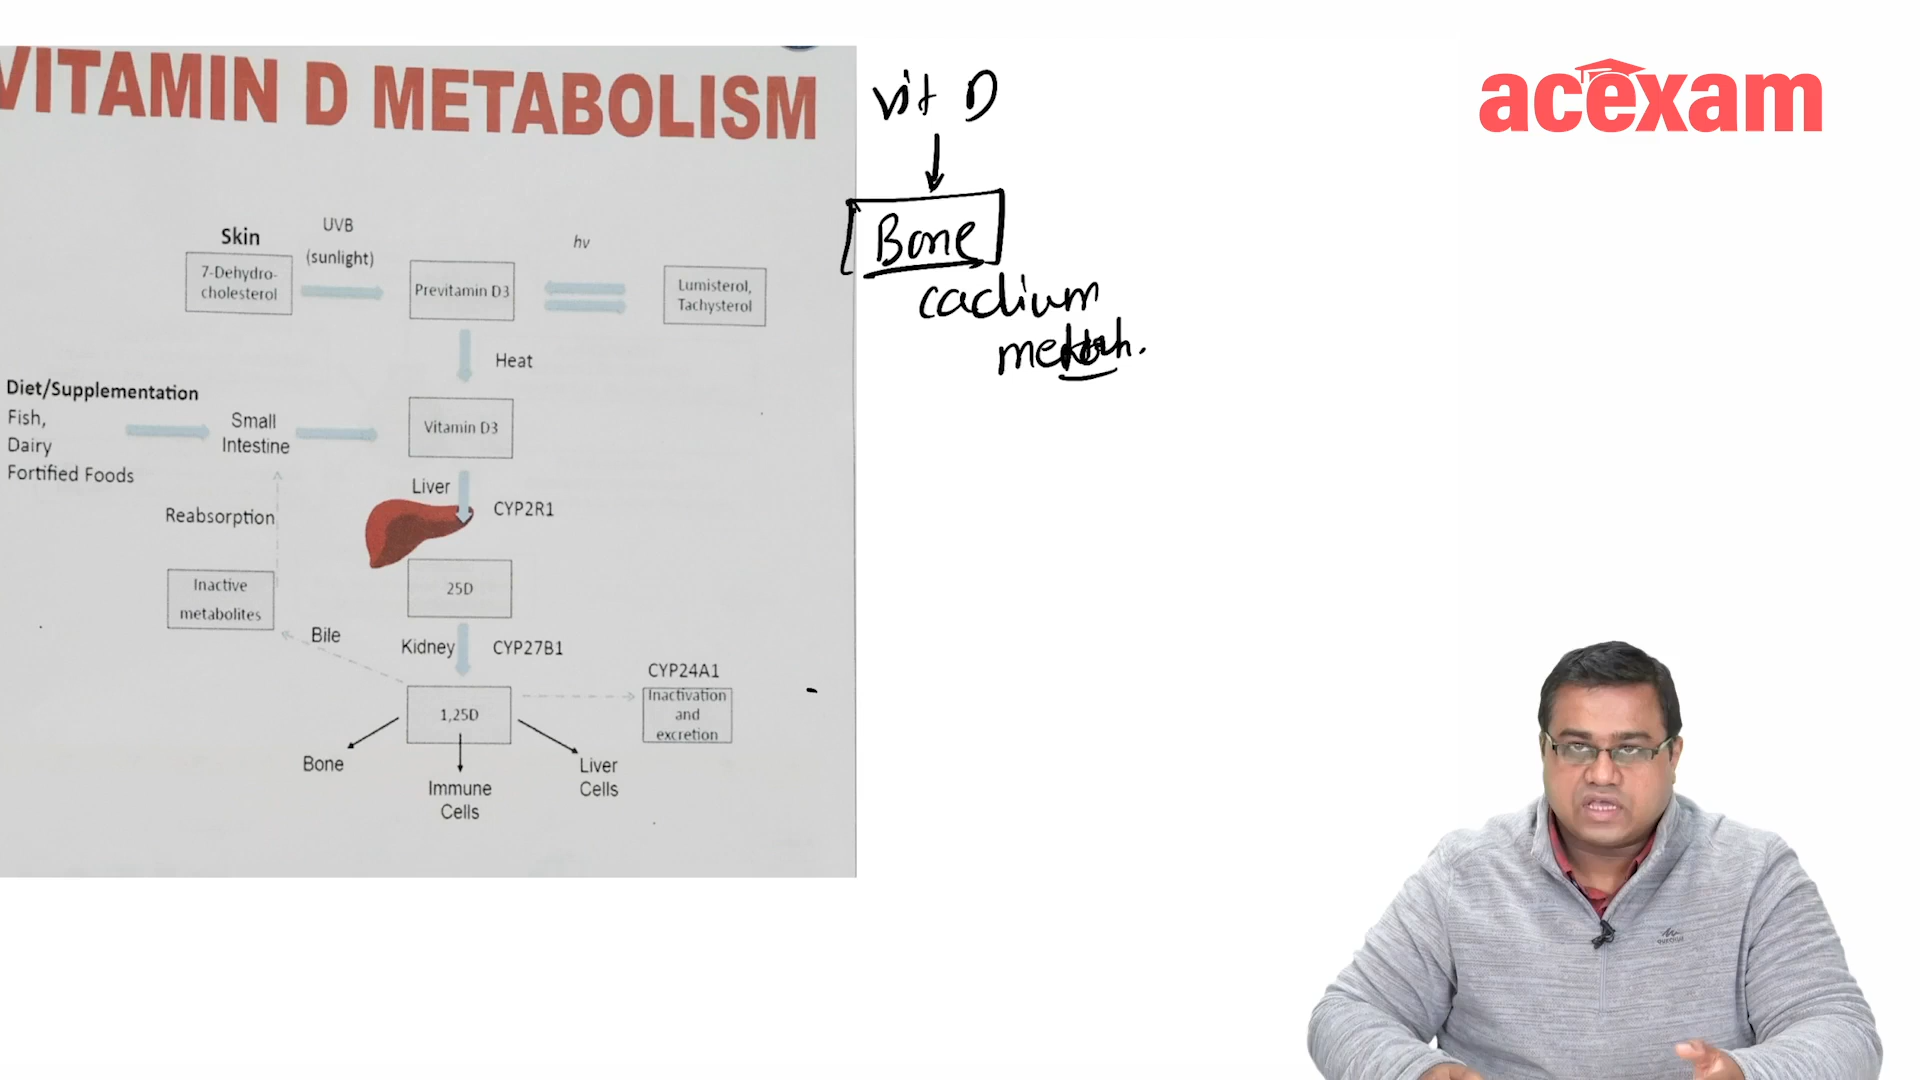 VITAMIN D METABOLISM
Skin
UVB
(sunlight)
hv
7-Dehydro-
cholesterol
Previtamin D3
Lumisterol,
Tachysterol
Heat
Diet/Supplementation
Fish,
Dairy
Fortified Foods
Small
Intestine
Vitamin D3
Liver
CYP2R1
Reabsorption
25D
Inactive
metabolites
Bile
Kidney
CYP27B1
CYP24A1
Inactivation
and
excretion
1,25D
Bone
Immune
Cells
Liver
Cells
vit D
Bone
acexam